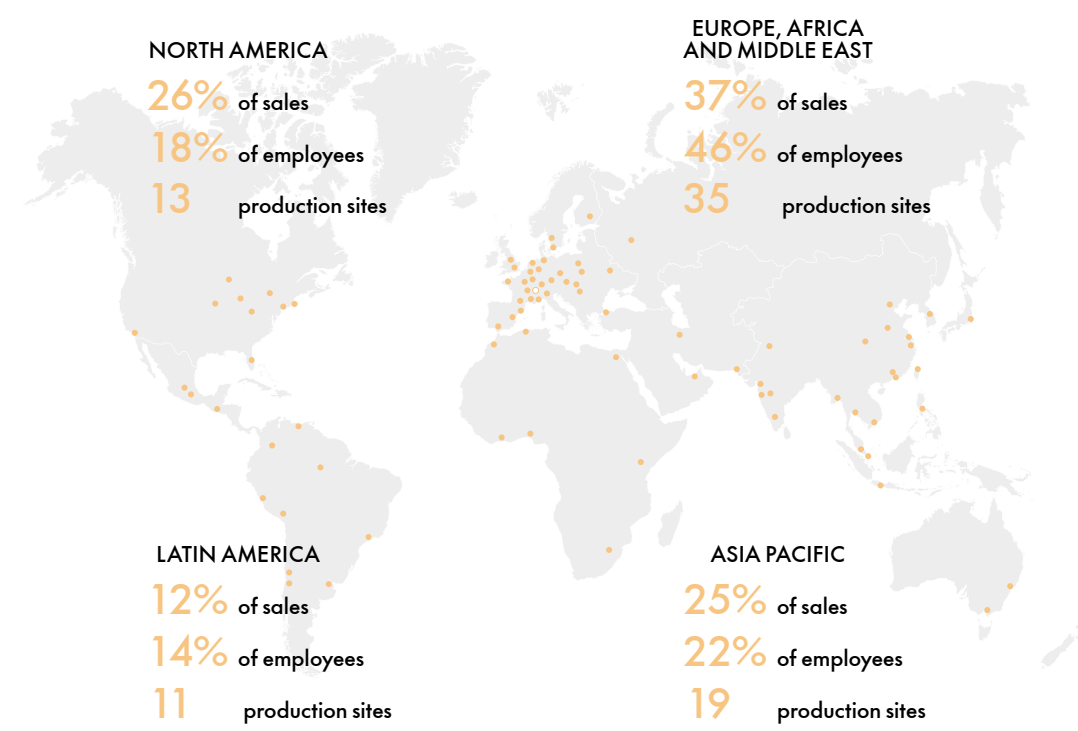 NORTH AMERICA
26% of sales
18% of employees
13 production sites
EUROPE, AFRICA
AND MIDDLE EAST
37% of sales
46% of employees
35 production sites
LATIN AMERICA
12% of sales
14% of employees
11 production sites
ASIA PACIFIC
25% of sales
22% of employees
19 production sites